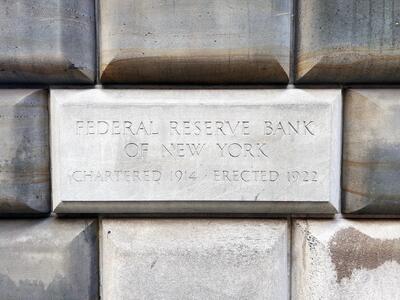 FEDERAL RESERVE BANK
OF NEW YORK
CHARTERED 1914 · ERECTED 1922